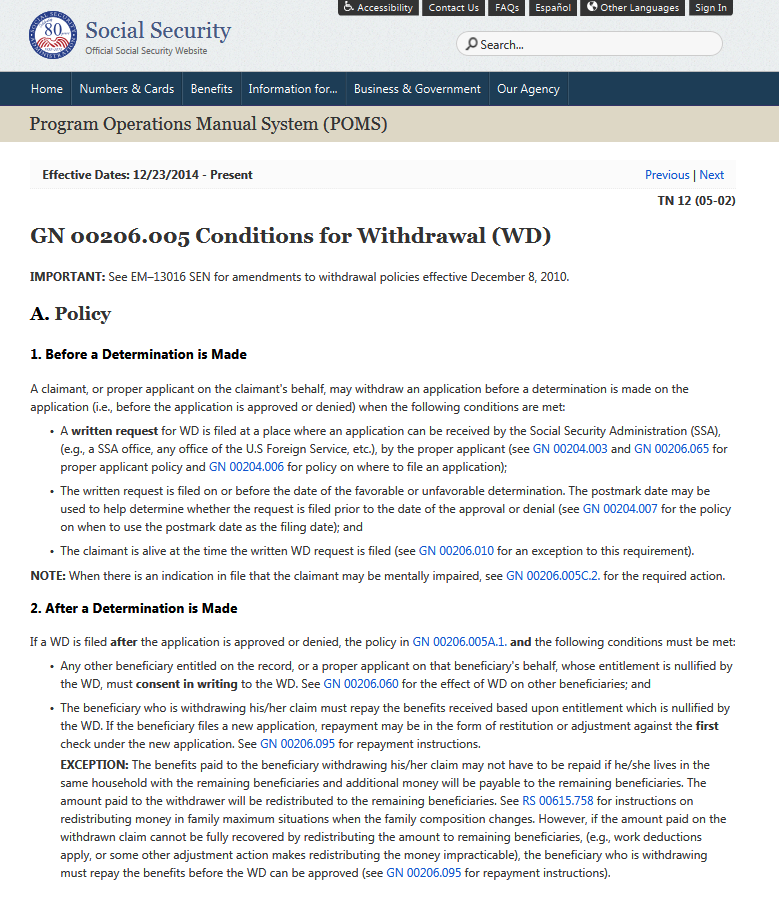 Accessibility Contact Us FAQs Español Other Languages Sign In
80
Social Security
Official Social Security Website
Search...
Home Numbers & Cards Benefits Information for... Business & Government Our Agency
Program Operations Manual System (POMS)
Effective Dates: 12/23/2014 - Present Previous | Next
TN 12 (05-02)
GN 00206.005 Conditions for Withdrawal (WD)
IMPORTANT: See EM–13016 SEN for amendments to withdrawal policies effective December 8, 2010.
A. Policy
1. Before a Determination is Made
A claimant, or proper applicant on the claimant's behalf, may withdraw an application before a determination is made on the
application (i.e., before the application is approved or denied) when the following conditions are met:
• A written request for WD is filed at a place where an application can be received by the Social Security Administration (SSA),
(e.g., a SSA office, any office of the U.S Foreign Service, etc.), by the proper applicant (see GN 00204.003 and GN 00206.065 for
proper applicant policy and GN 00204.006 for policy on where to file an application);
• The written request is filed on or before the date of the favorable or unfavorable determination. The postmark date may be
used to help determine whether the request is filed prior to the date of the approval or denial (see GN 00204.007 for the policy
on when to use the postmark date as the filing date); and
• The claimant is alive at the time the written WD request is filed (see GN 00206.010 for an exception to this requirement).
NOTE: When there is an indication in file that the claimant may be mentally impaired, see GN 00206.005C.2. for the required action.
2. After a Determination is Made
If a WD is filed after the application is approved or denied, the policy in GN 00206.005A.1. and the following conditions must be met:
• Any other beneficiary entitled on the record, or a proper applicant on that beneficiary's behalf, whose entitlement is nullified by
the WD, must consent in writing to the WD. See GN 00206.060 for the effect of WD on other beneficiaries; and
• The beneficiary who is withdrawing his/her claim must repay the benefits received based upon entitlement which is nullified by
the WD. If the beneficiary files a new application, repayment may be in the form of restitution or adjustment against the first
check under the new application. See GN 00206.095 for repayment instructions.
EXCEPTION: The benefits paid to the beneficiary withdrawing his/her claim may not have to be repaid if he/she lives in the
same household with the remaining beneficiaries and additional money will be payable to the remaining beneficiaries. The
amount paid to the withdrawer will be redistributed to the remaining beneficiaries. See RS 00615.758 for instructions on
redistributing money in family maximum situations when the family composition changes. However, if the amount paid on the
withdrawn claim cannot be fully recovered by redistributing the amount to remaining beneficiaries, (e.g., work deductions
apply, or some other adjustment action makes redistributing the money impracticable), the beneficiary who is withdrawing
must repay the benefits before the WD can be approved (see GN 00206.095 for repayment instructions).